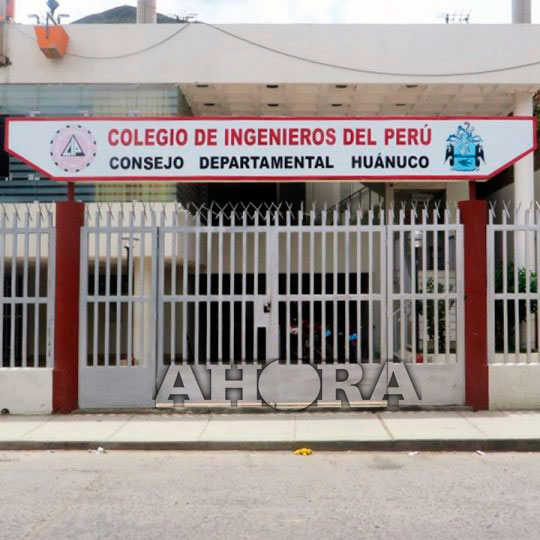 COLEGIO DE INGENIEROS DEL PERÚ
CONSEJO DEPARTAMENTAL HUÁNUCO
AHORA